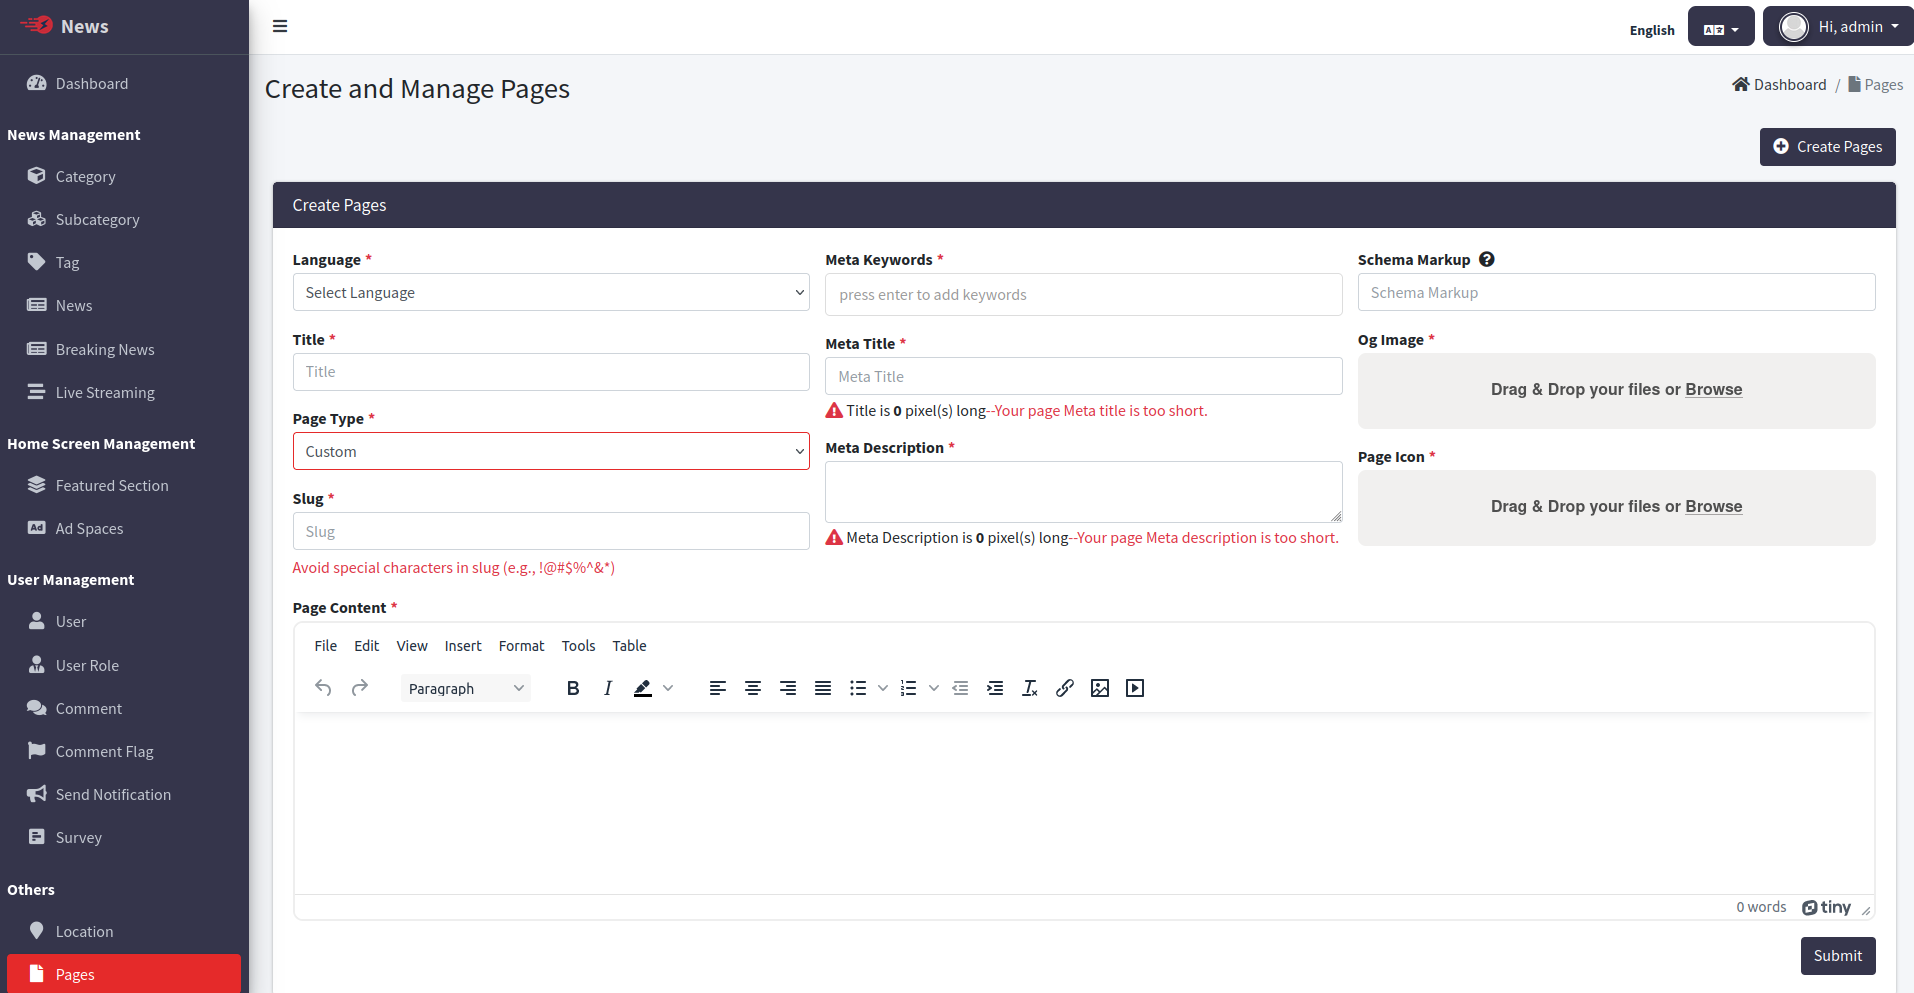 News
English
Hi, admin
Dashboard
News Management
Category
Subcategory
Tag
News
Breaking News
Live Streaming
Home Screen Management
Featured Section
Ad Spaces
User Management
User
User Role
Comment
Comment Flag
Send Notification
Survey
Others
Location
Pages
Create and Manage Pages
Dashboard / Pages
Create Pages
Create Pages
Language *
Select Language
Title *
Title
Page Type *
Custom
Slug *
Slug
Avoid special characters in slug (e.g., !@#$%^&*)
Meta Keywords *
press enter to add keywords
Meta Title *
Meta Title
Title is 0 pixel(s) long--Your page Meta title is too short.
Meta Description *
Meta Description is 0 pixel(s) long--Your page Meta description is too short.
Schema Markup
Schema Markup
Og Image *
Drag & Drop your files or Browse
Page Icon *
Drag & Drop your files or Browse
Page Content *
File Edit View Insert Format Tools Table
Paragraph
0 words tiny
Submit